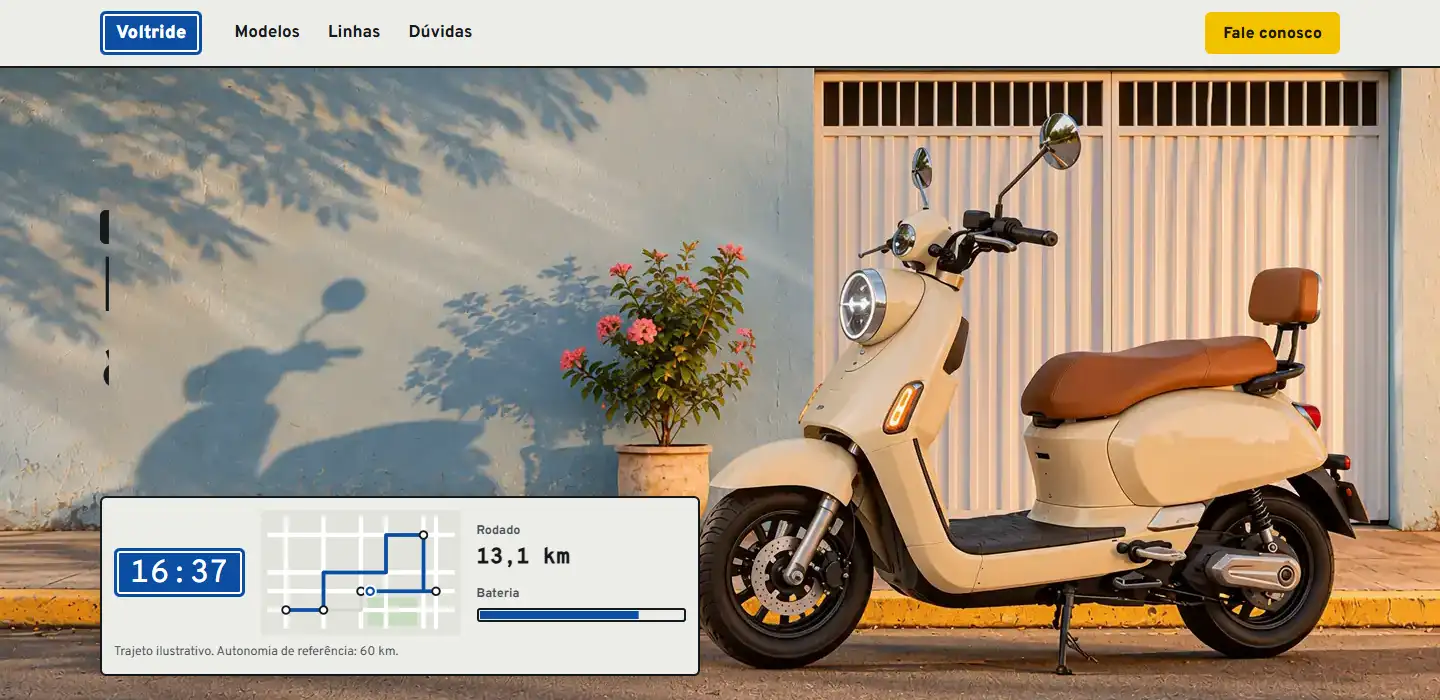 Voltride
Modelos
Linhas
Dúvidas
Fale conosco
16:37
Rodado
13,1 km
Bateria
Trajeto ilustrativo. Autonomia de referência: 60 km.